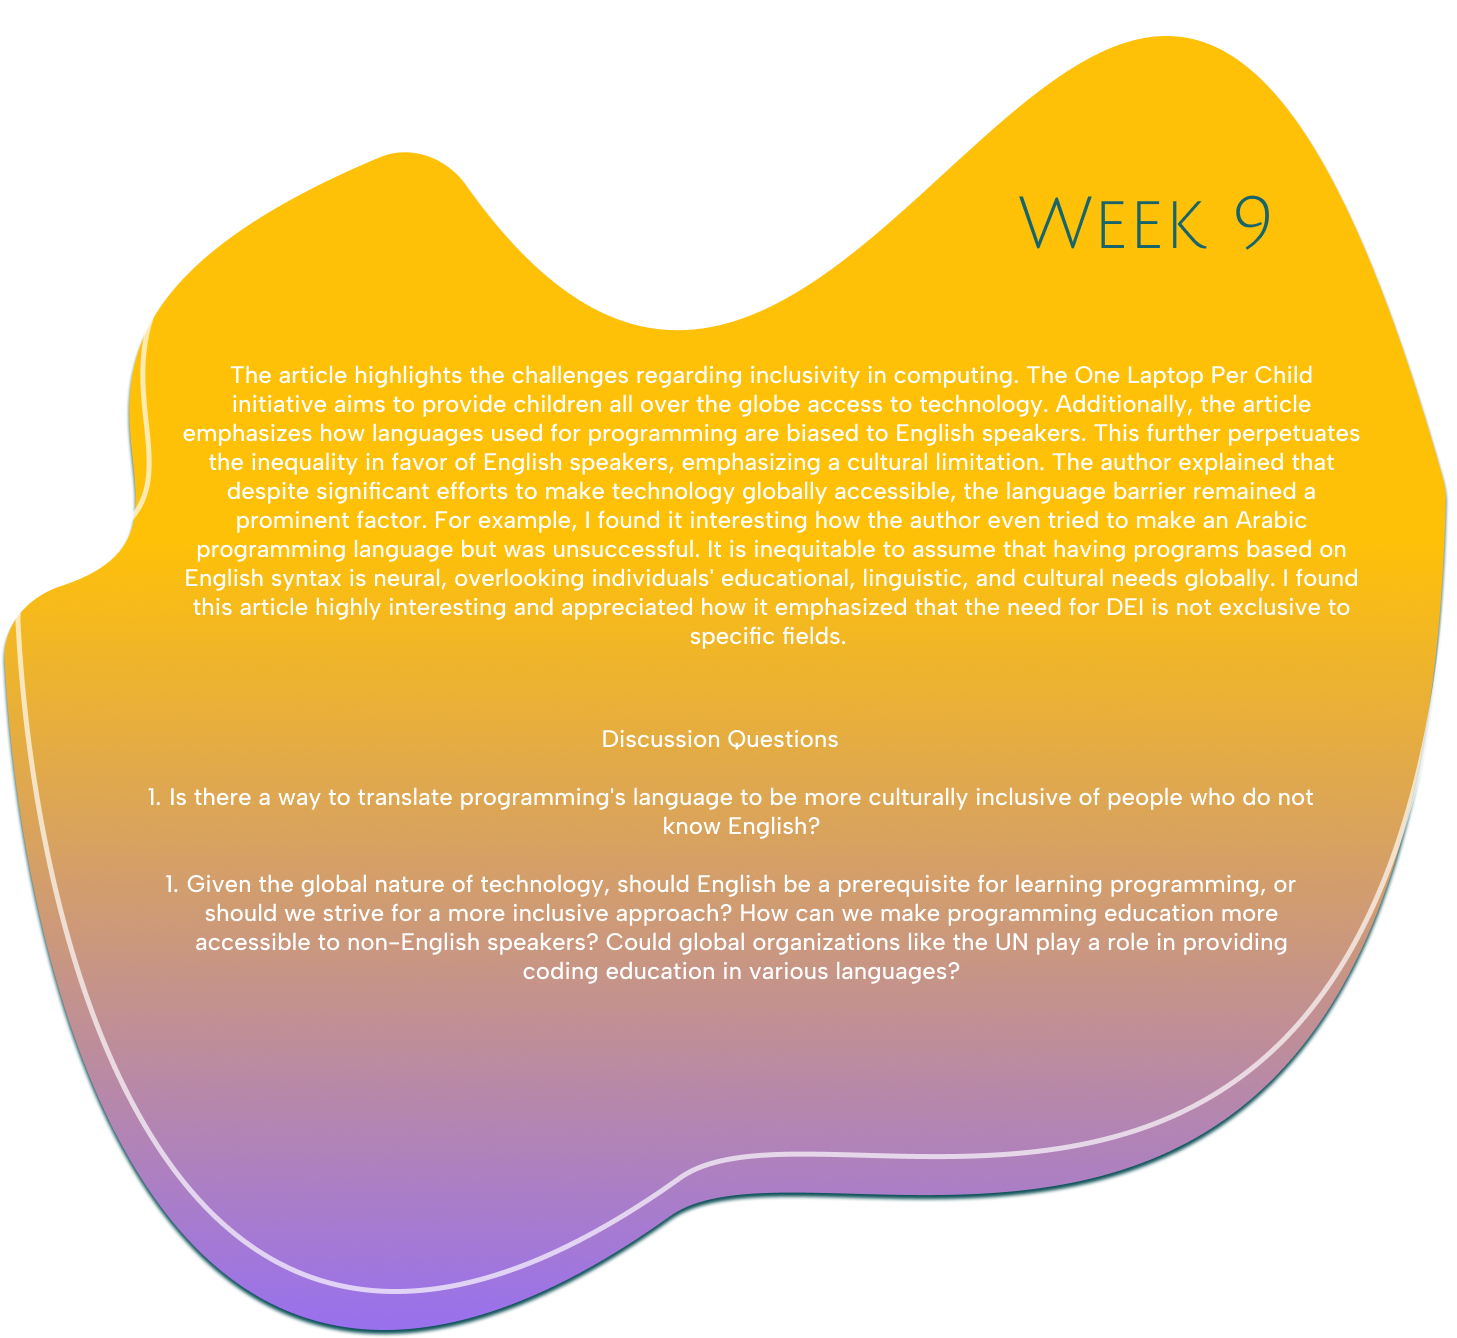 WEEK 9
The article highlights the challenges regarding inclusivity in computing. The One Laptop Per Child
initiative aims to provide children all over the globe access to technology. Additionally, the article
emphasizes how languages used for programming are biased to English speakers. This further perpetuates
the inequality in favor of English speakers, emphasizing a cultural limitation. The author explained that
despite significant efforts to make technology globally accessible, the language barrier remained a
prominent factor. For example, I found it interesting how the author even tried to make an Arabic
programming language but was unsuccessful. It is inequitable to assume that having programs based on
English syntax is neural, overlooking individuals' educational, linguistic, and cultural needs globally. I found
this article highly interesting and appreciated how it emphasized that the need for DEI is not exclusive to
specific fields.
Discussion Questions
1. Is there a way to translate programming's language to be more culturally inclusive of people who do not
know English?
1. Given the global nature of technology, should English be a prerequisite for learning programming, or
should we strive for a more inclusive approach? How can we make programming education more
accessible to non-English speakers? Could global organizations like the UN play a role in providing
coding education in various languages?